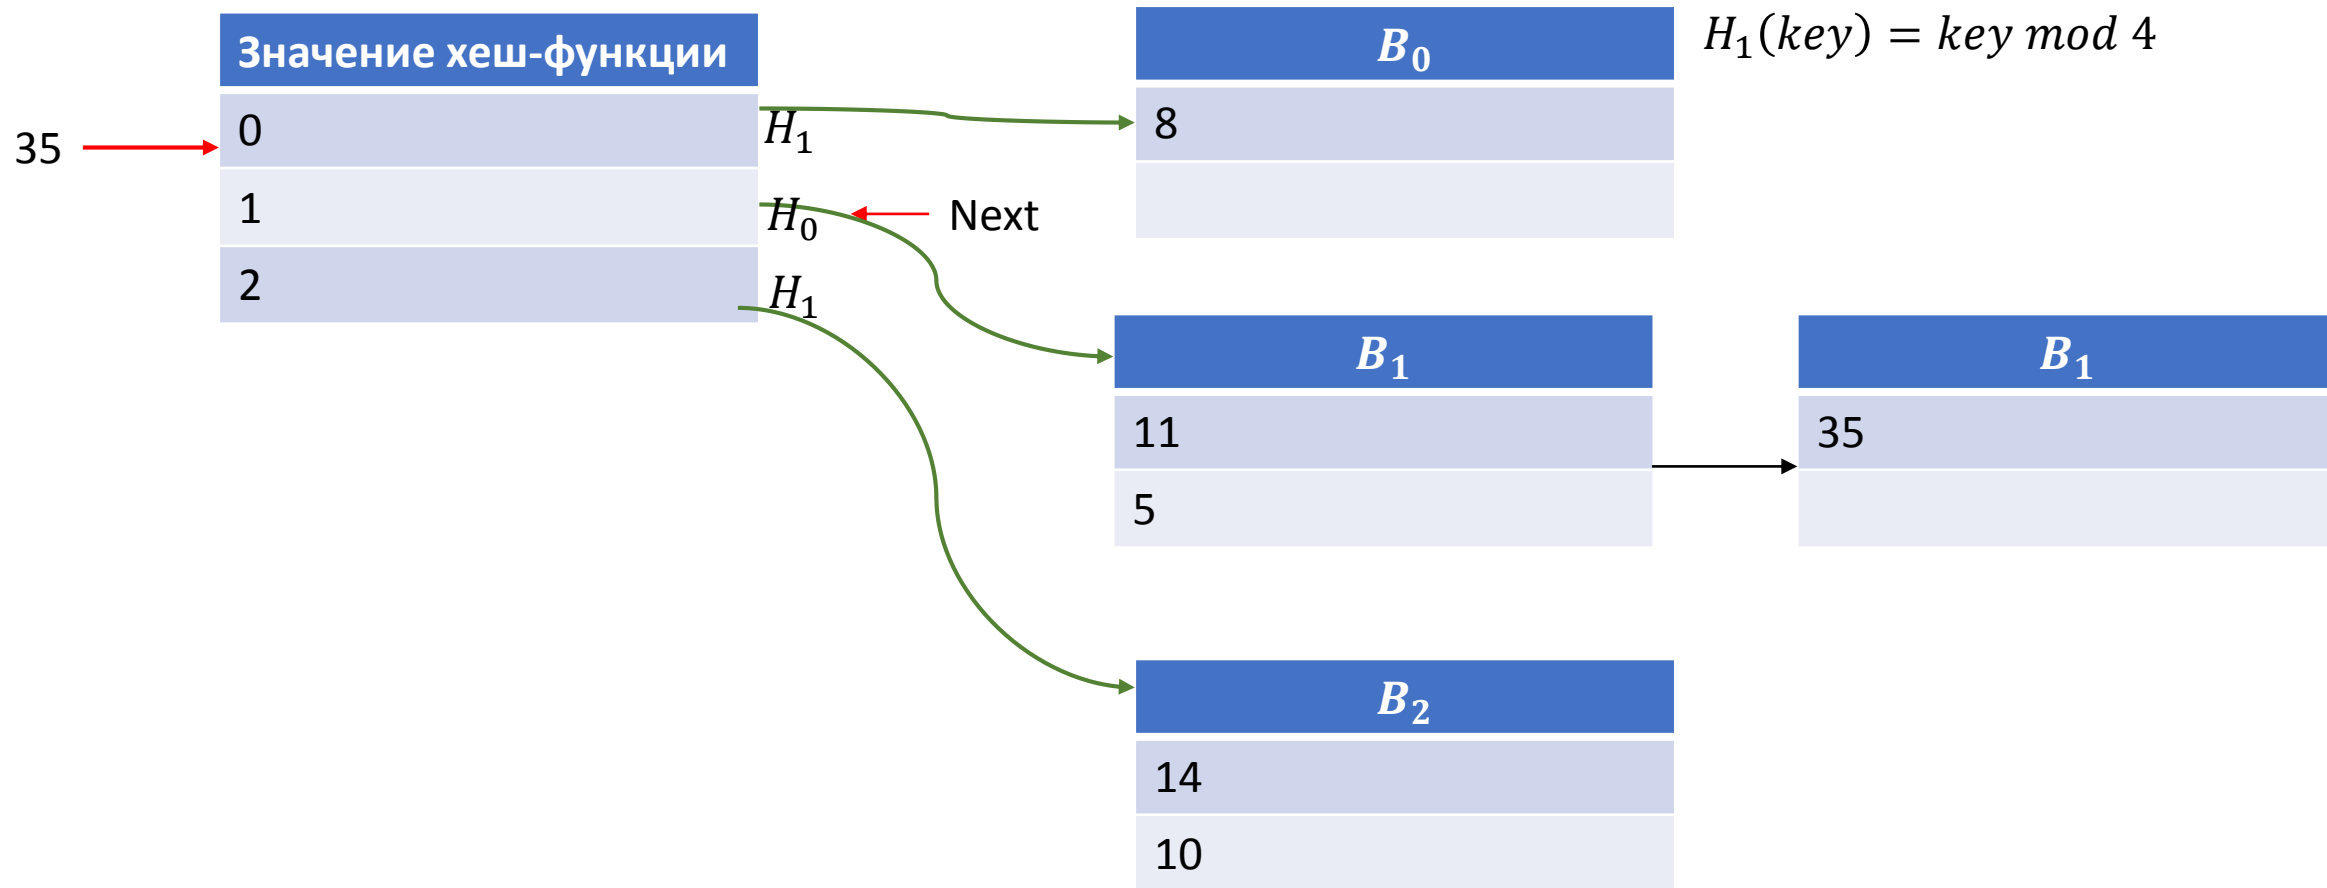 Значение хеш-функции
35
0
1
2
H₁
H₀
H₁
Next
B₀
8
H₁(key) = key mod 4
B₁
11
5
B₁
35
B₂
14
10